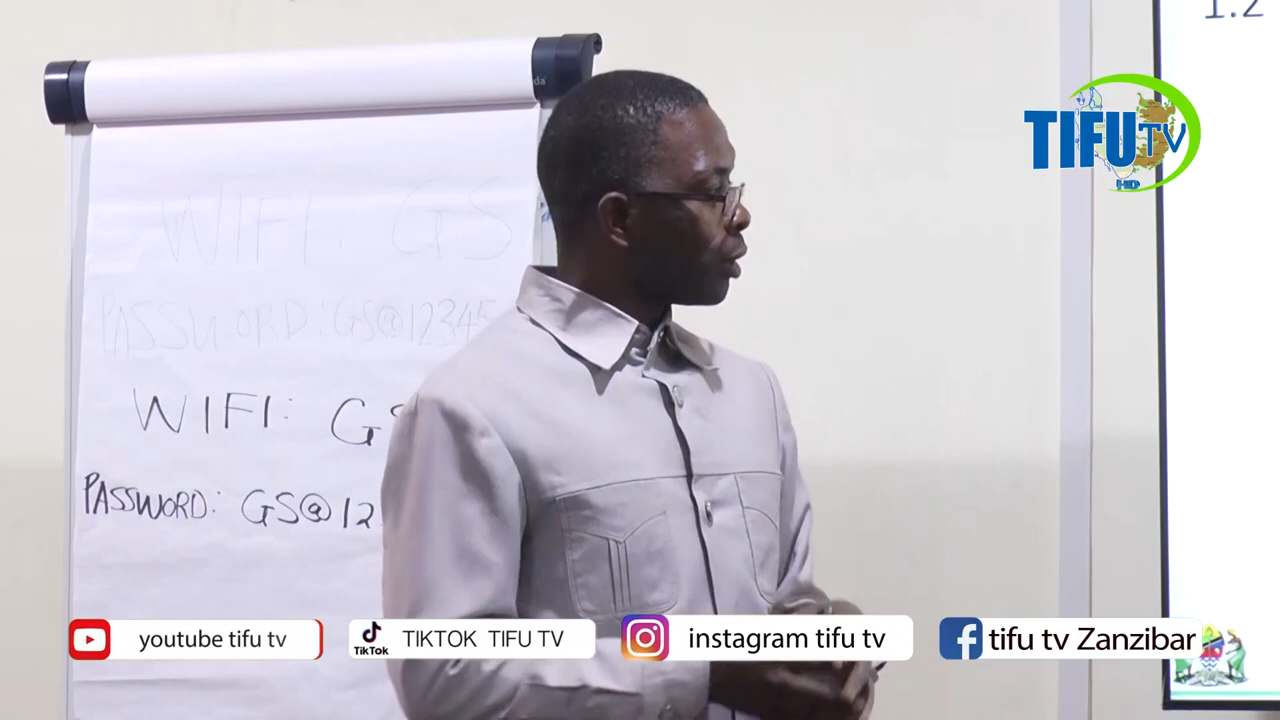 1.2
TIFU TV
HD
WIFI: GS
PASSWORD: GS@12345
WIFI: GS
PASSWORD: GS@12
youtube tifu tv
TikTok
TIKTOK TIFU TV
instagram tifu tv
tifu tv Zanzibar